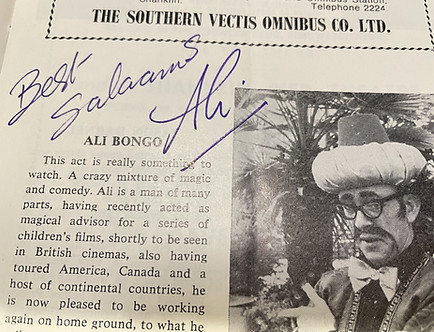 Telephone 2224.
THE SOUTHERN VECTIS OMNIBUS CO. LTD.
Best
Salaams
Ali
ALI BONGO
This act is really something to
watch. A crazy mixture of magic
and comedy. Ali is a man of many
parts, having recently acted as
magical advisor for a series of
children's films, shortly to be seen
in British cinemas, also having
toured America, Canada and a
host of continental countries, he
is now pleased to be working
again on home ground, to what he